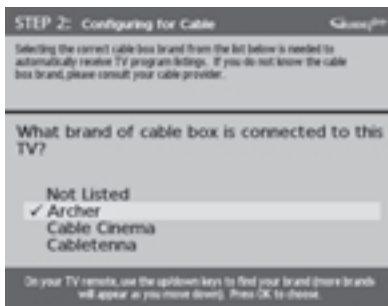 STEP 2: Configuring for Cable
Selecting the correct cable box brand from the list below is needed to
automatically receive TV program listings. If you do not know the cable
box brand, please consult your cable provider.
What brand of cable box is connected to this
TV?
Not Listed
✓ Archer
Cable Cinema
Cabletenna
On your TV remote, use the up/down keys to find your brand (more brands
will appear as you move down). Press OK to choose.